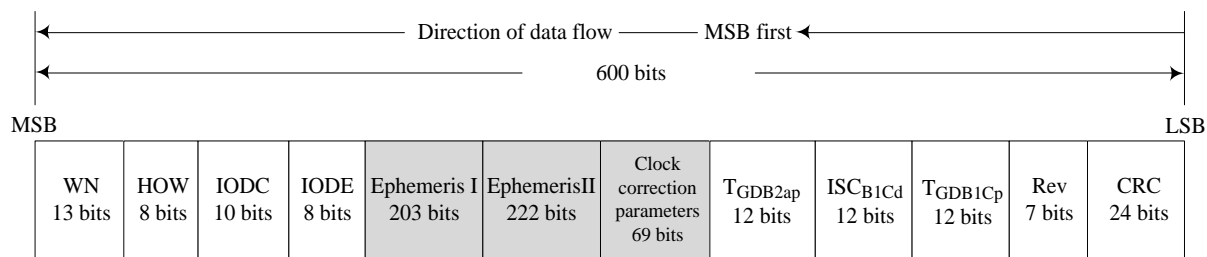 Direction of data flow MSB first
600 bits
MSB LSB
WN
13 bits
HOW
8 bits
IODC
10 bits
IODE
8 bits
Ephemeris I
203 bits
EphemerisII
222 bits
Clock
correction
parameters
69 bits
TGDB2ap
12 bits
ISCB1Cd
12 bits
TGDB1Cp
12 bits
Rev
7 bits
CRC
24 bits